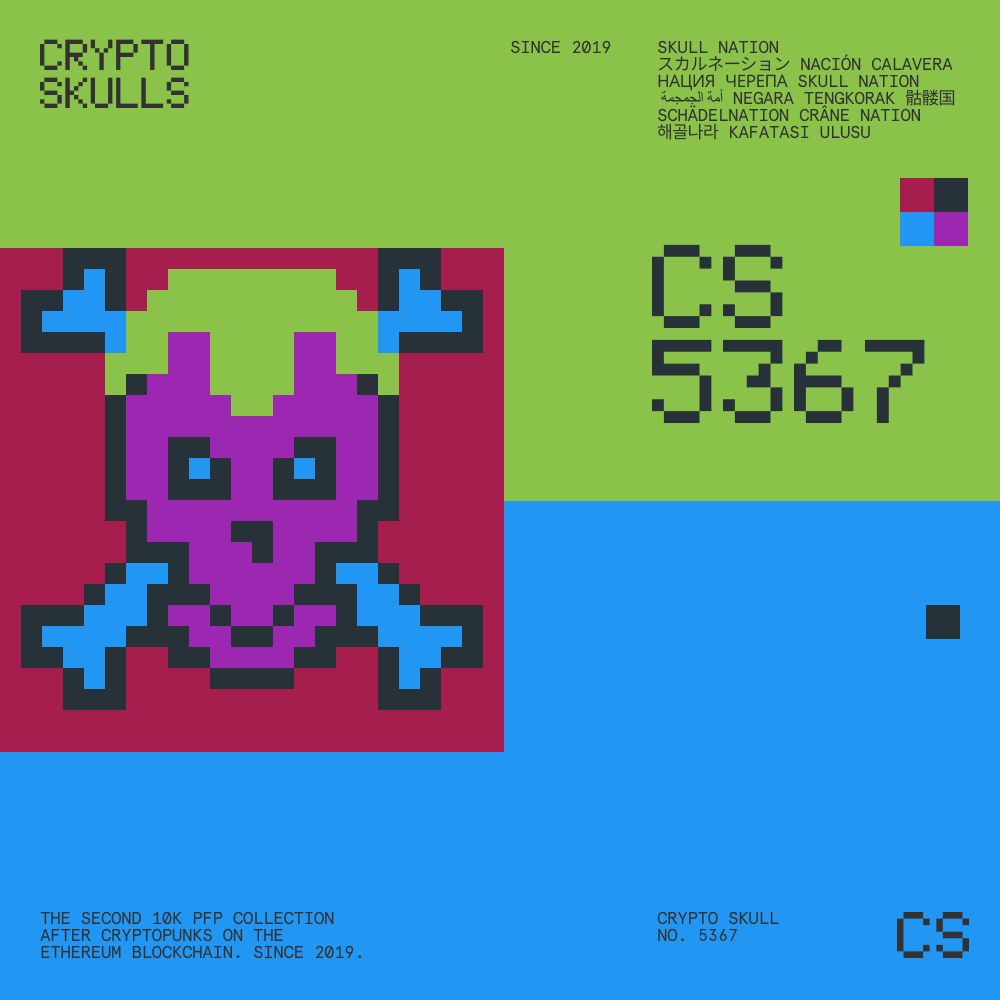 CRYPTO
SKULLS
SINCE 2019
SKULL NATION
スカルネーション NACIÓN CALAVERA
НАЦИЯ ЧЕРЕПА SKULL NATION
أمة الجمجمة NEGARA TENGKORAK 骷髅国
SCHÄDELNATION CRÂNE NATION
해골나라 KAFATASI ULUSU
CS
5367
THE SECOND 10K PFP COLLECTION
AFTER CRYPTOPUNKS ON THE
ETHEREUM BLOCKCHAIN. SINCE 2019.
CRYPTO SKULL
NO. 5367
CS